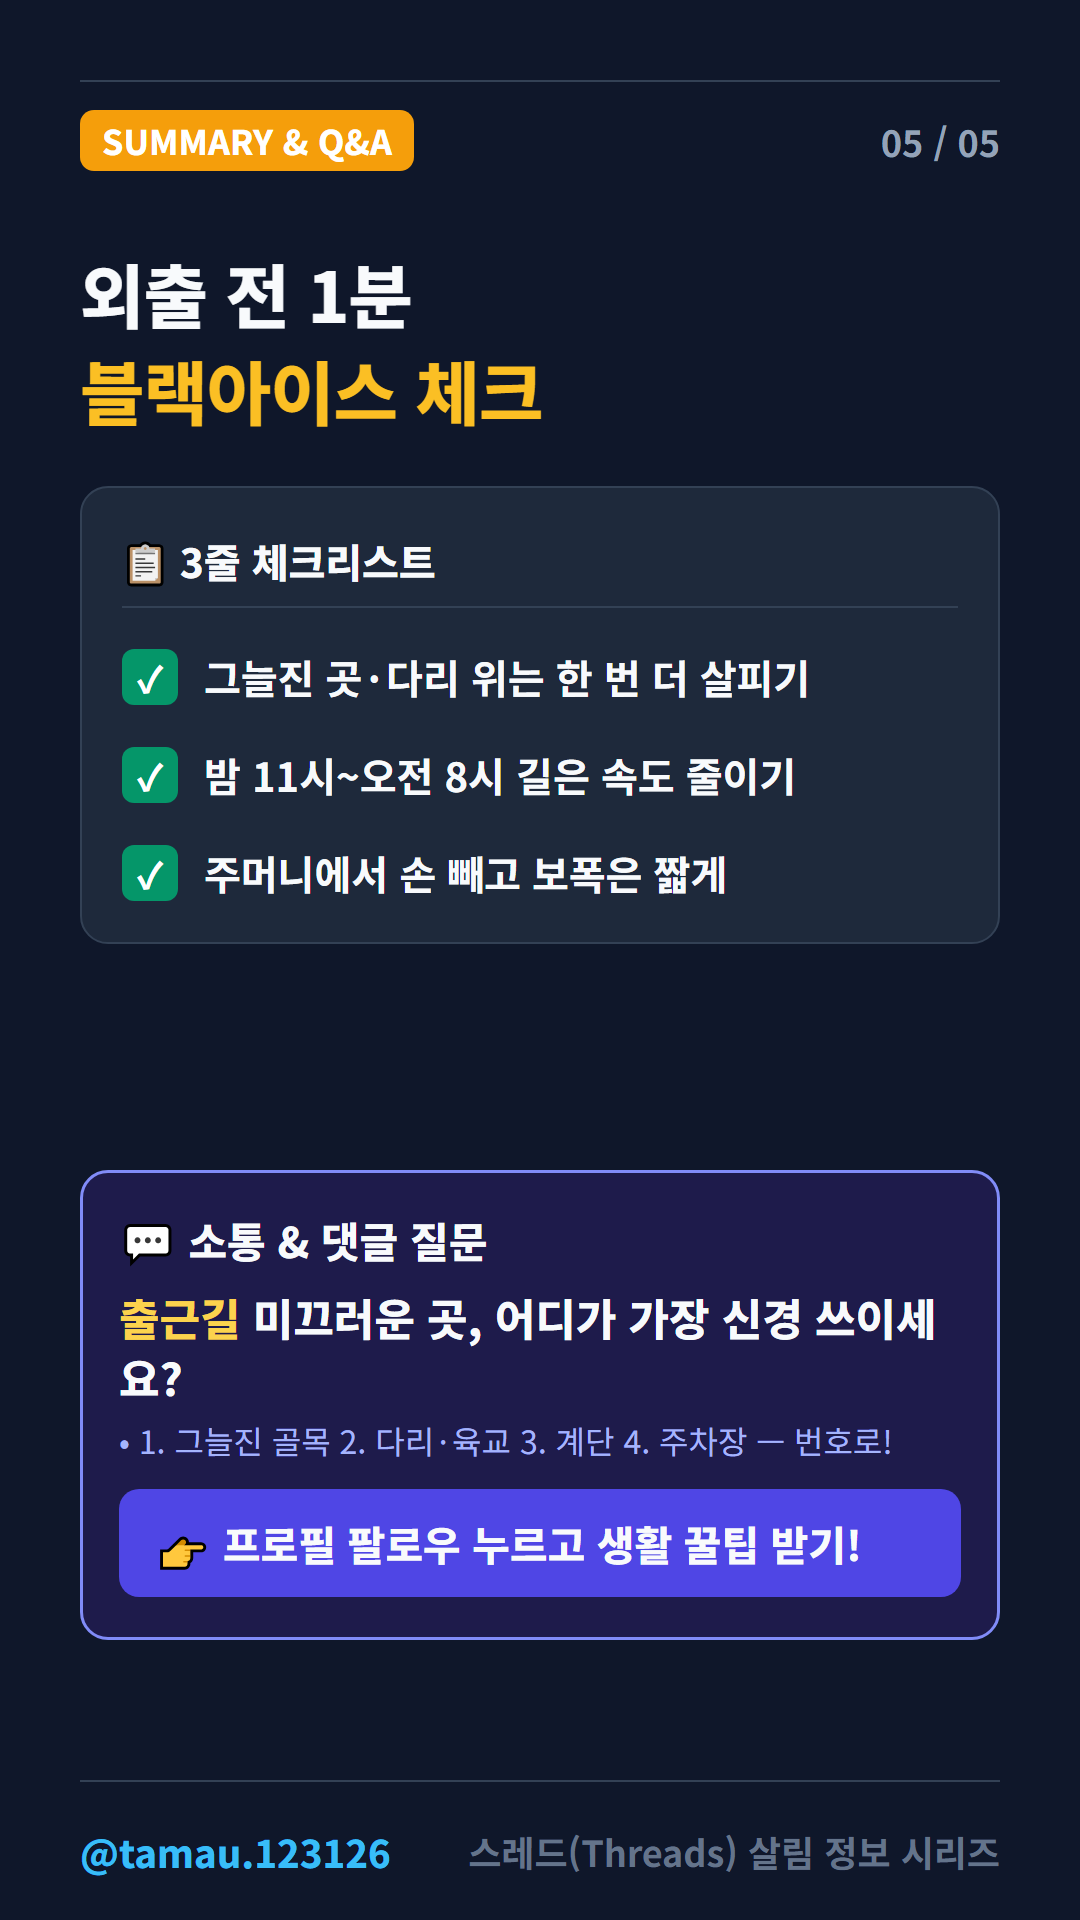 SUMMARY & Q&A
05 / 05
외출 전 1분
블랙아이스 체크
📋 3줄 체크리스트
✓ 그늘진 곳·다리 위는 한 번 더 살피기
✓ 밤 11시~오전 8시 길은 속도 줄이기
✓ 주머니에서 손 빼고 보폭은 짧게
💬 소통 & 댓글 질문
출근길 미끄러운 곳, 어디가 가장 신경 쓰이세
요?
• 1. 그늘진 골목 2. 다리·육교 3. 계단 4. 주차장 — 번호로!
👉 프로필 팔로우 누르고 생활 꿀팁 받기!
@tamau.123126
스레드(Threads) 살림 정보 시리즈